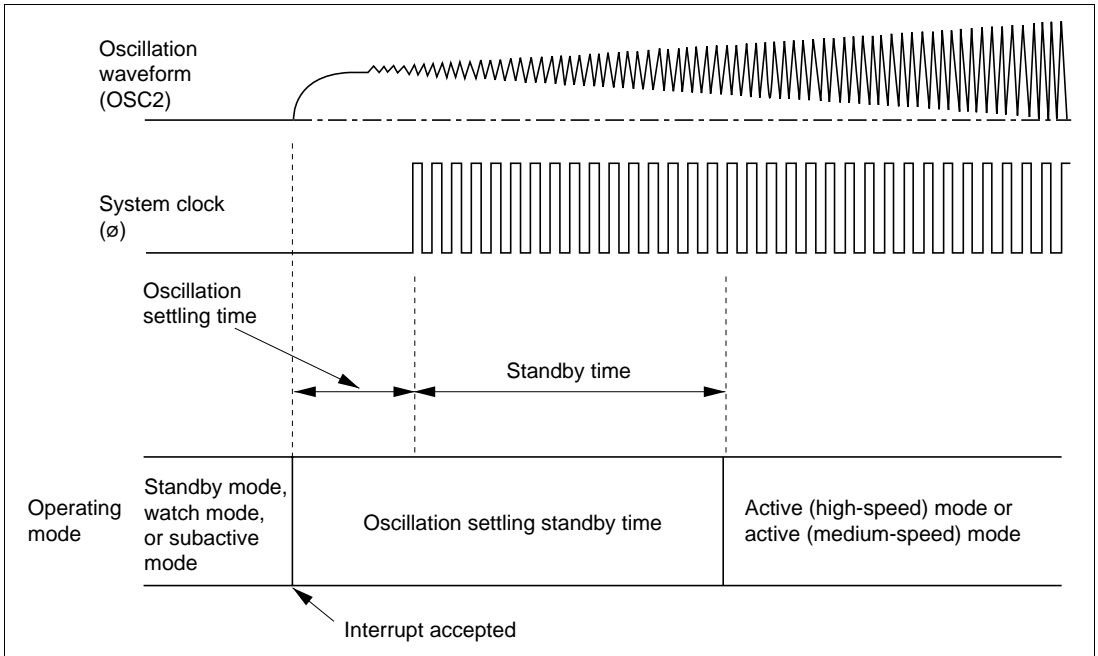 Oscillation
waveform
(OSC2)
System clock
(ø)
Oscillation
settling time
Standby time
Operating
mode
Standby mode,
watch mode,
or subactive
mode
Oscillation settling standby time
Active (high-speed) mode or
active (medium-speed) mode
Interrupt accepted